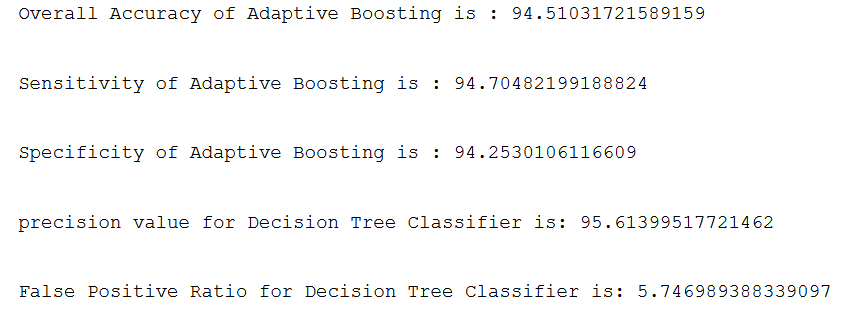 Overall Accuracy of Adaptive Boosting is : 94.51031721589159
Sensitivity of Adaptive Boosting is : 94.70482199188824
Specificity of Adaptive Boosting is : 94.2530106116609
precision value for Decision Tree Classifier is: 95.61399517721462
False Positive Ratio for Decision Tree Classifier is: 5.746989388339097